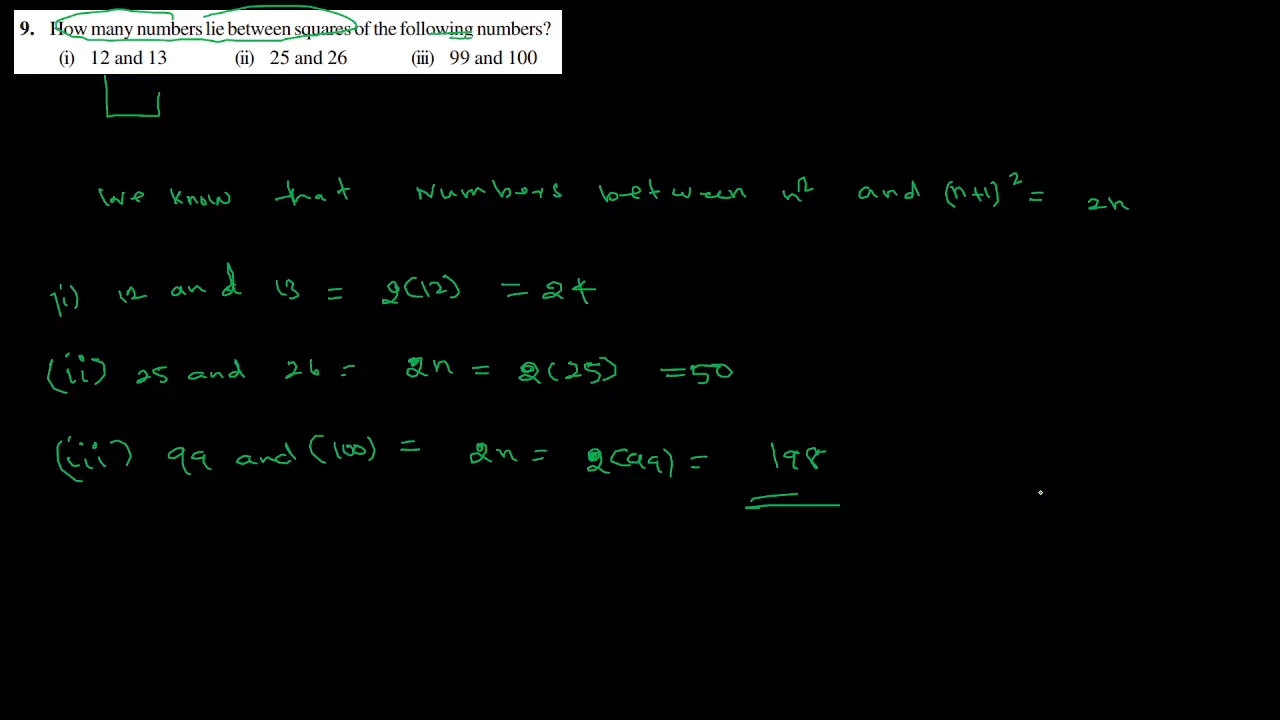 9. How many numbers lie between squares of the following numbers?
(i) 12 and 13 (ii) 25 and 26 (iii) 99 and 100
We know that Numbers between n² and (n+1)² = 2n
(i) 12 and 13 = 2(12) = 24
(ii) 25 and 26 = 2n = 2(25) = 50
(iii) 99 and (100) = 2n = 2(99) = 198